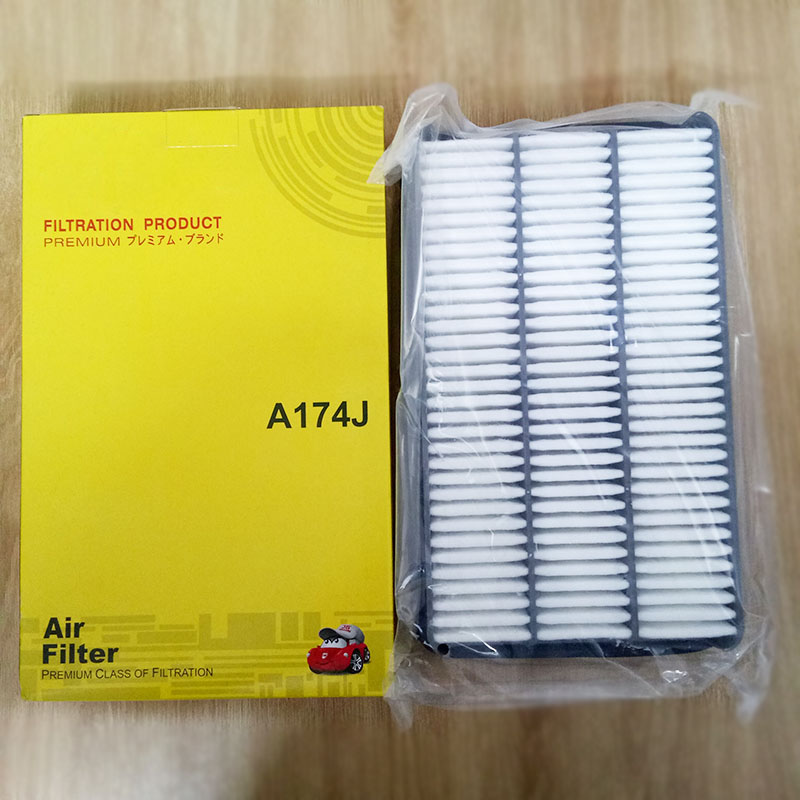 FILTRATION PRODUCT
PREMIUM プレミアム・ブランド
A174J
Air
Filter
PREMIUM CLASS OF FILTRATION